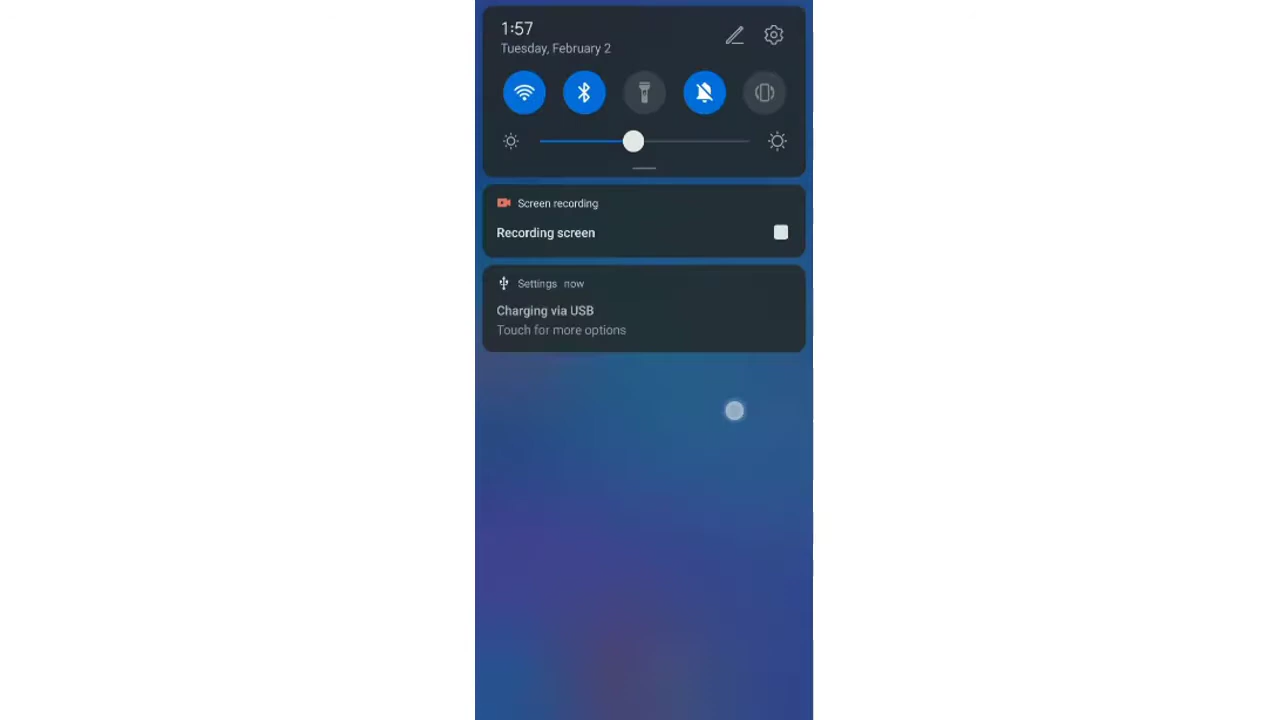 1:57
Tuesday, February 2
Screen recording
Recording screen
Settings now
Charging via USB
Touch for more options